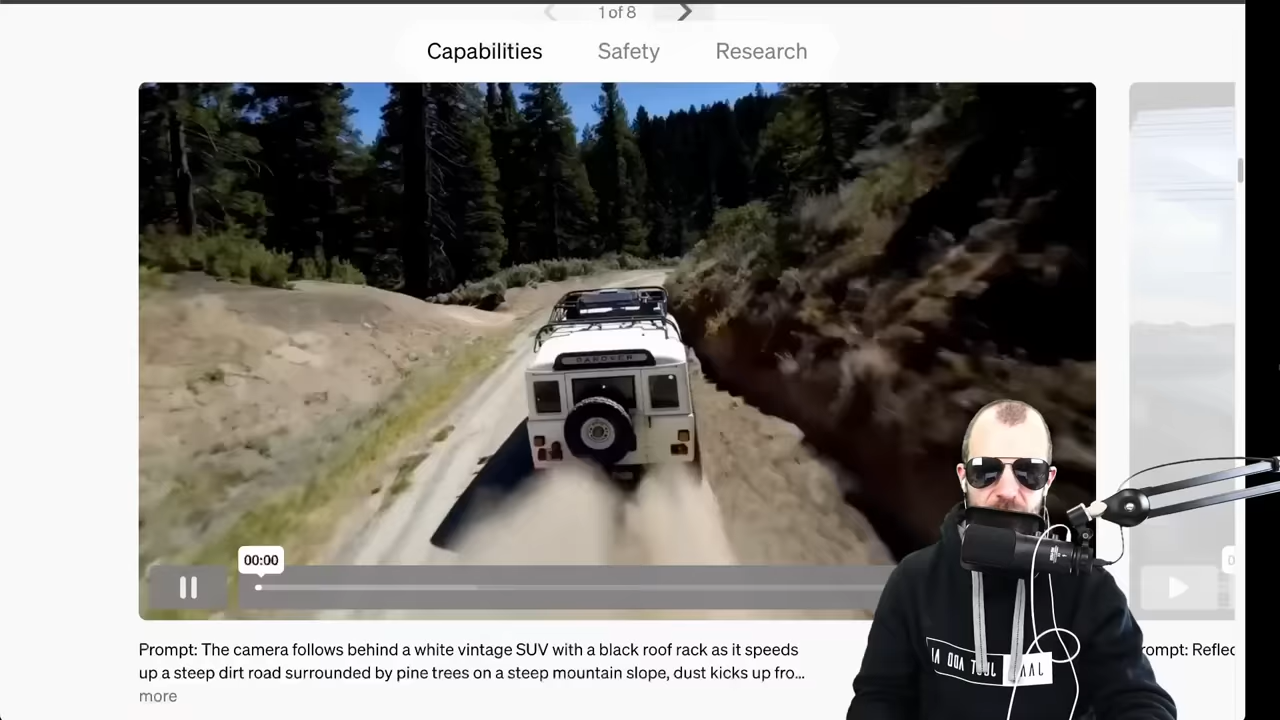 1 of 8
Capabilities
Safety
Research
DAROVER
00:00
Prompt: The camera follows behind a white vintage SUV with a black roof rack as it speeds
up a steep dirt road surrounded by pine trees on a steep mountain slope, dust kicks up fro...
more
rompt: Reflec